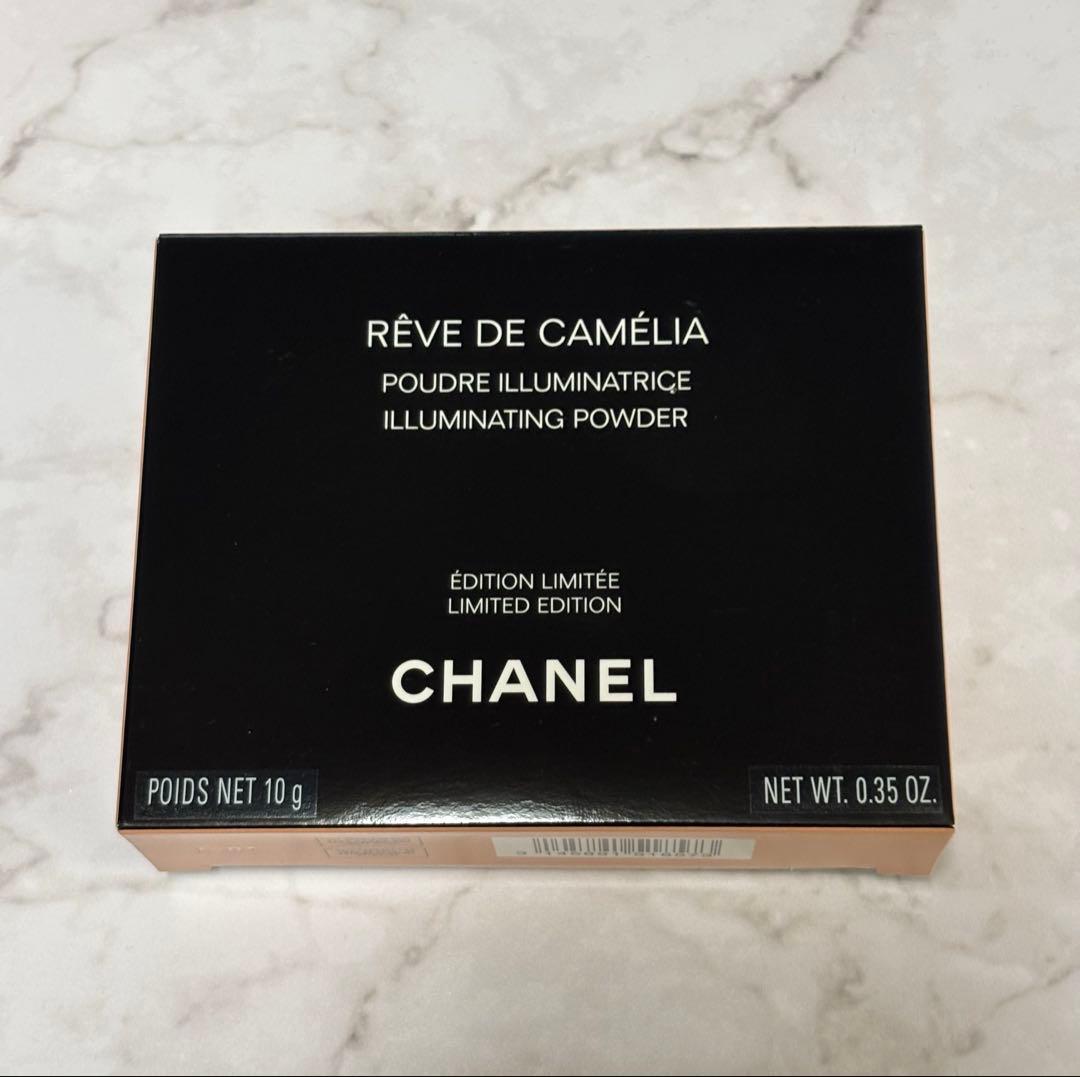 RÊVE DE CAMÉLIA
POUDRE ILLUMINATRICE
ILLUMINATING POWDER
ÉDITION LIMITÉE
LIMITED EDITION
CHANEL
POIDS NET 10 g
NET WT. 0.35 OZ.